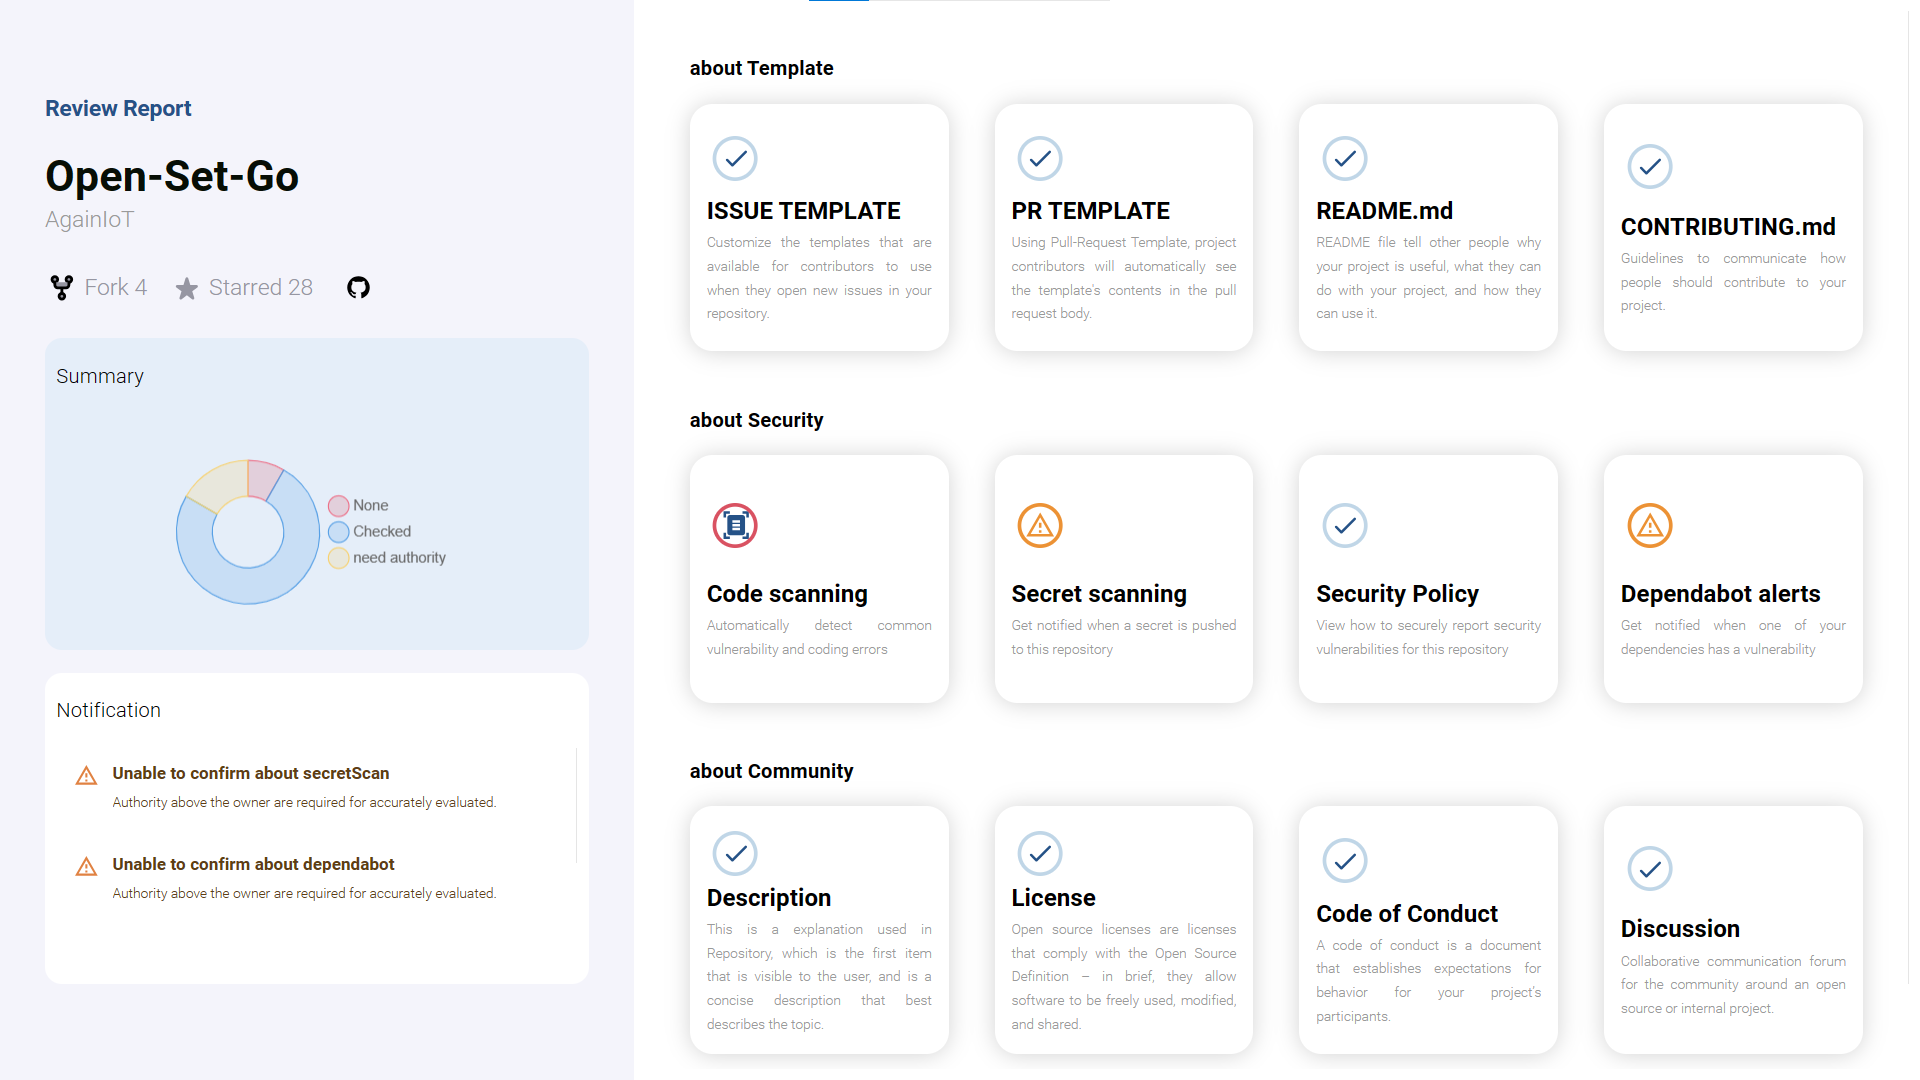 Review Report
Open-Set-Go
AgainIoT
Fork 4 Starred 28
Summary
None
Checked
need authority
Notification
Unable to confirm about secretScan
Authority above the owner are required for accurately evaluated.
Unable to confirm about dependabot
Authority above the owner are required for accurately evaluated.
about Template
ISSUE TEMPLATE
Customize the templates that are
available for contributors to use
when they open new issues in your
repository.
PR TEMPLATE
Using Pull-Request Template, project
contributors will automatically see
the template's contents in the pull
request body.
README.md
README file tell other people why
your project is useful, what they can
do with your project, and how they
can use it.
CONTRIBUTING.md
Guidelines to communicate how
people should contribute to your
project.
about Security
Code scanning
Automatically detect common
vulnerability and coding errors
Secret scanning
Get notified when a secret is pushed
to this repository
Security Policy
View how to securely report security
vulnerabilities for this repository
Dependabot alerts
Get notified when one of your
dependencies has a vulnerability
about Community
Description
This is a explanation used in
Repository, which is the first item
that is visible to the user, and is a
concise description that best
describes the topic.
License
Open source licenses are licenses
that comply with the Open Source
Definition – in brief, they allow
software to be freely used, modified,
and shared.
Code of Conduct
A code of conduct is a document
that establishes expectations for
behavior for your project's
participants.
Discussion
Collaborative communication forum
for the community around an open
source or internal project.